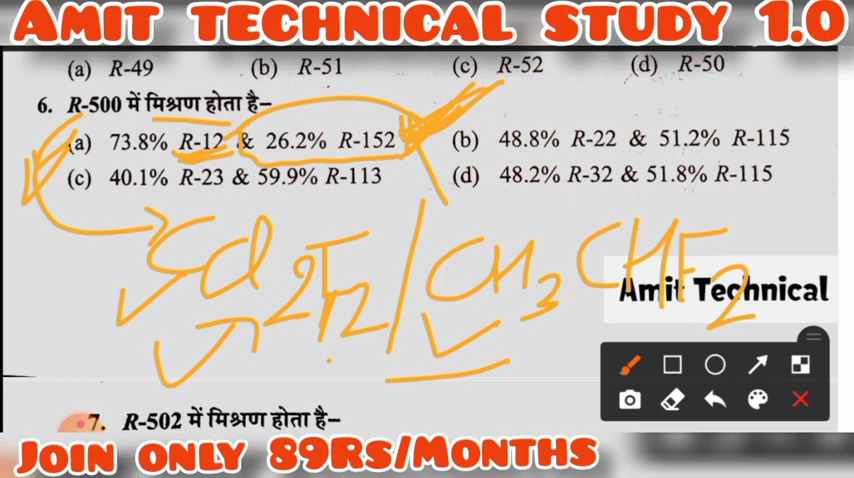 AMIT TECHNICAL STUDY 1.0
(a) R-49 (b) R-51 (c) R-52 (d) R-50
6. R-500 में मिश्रण होता है–
(a) 73.8% R-12 & 26.2% R-152 (b) 48.8% R-22 & 51.2% R-115
(c) 40.1% R-23 & 59.9% R-113 (d) 48.2% R-32 & 51.8% R-115
CCl2F2/CH3CHF2
Amit Technical
7. R-502 में मिश्रण होता है–
JOIN ONLY 89RS/MONTHS